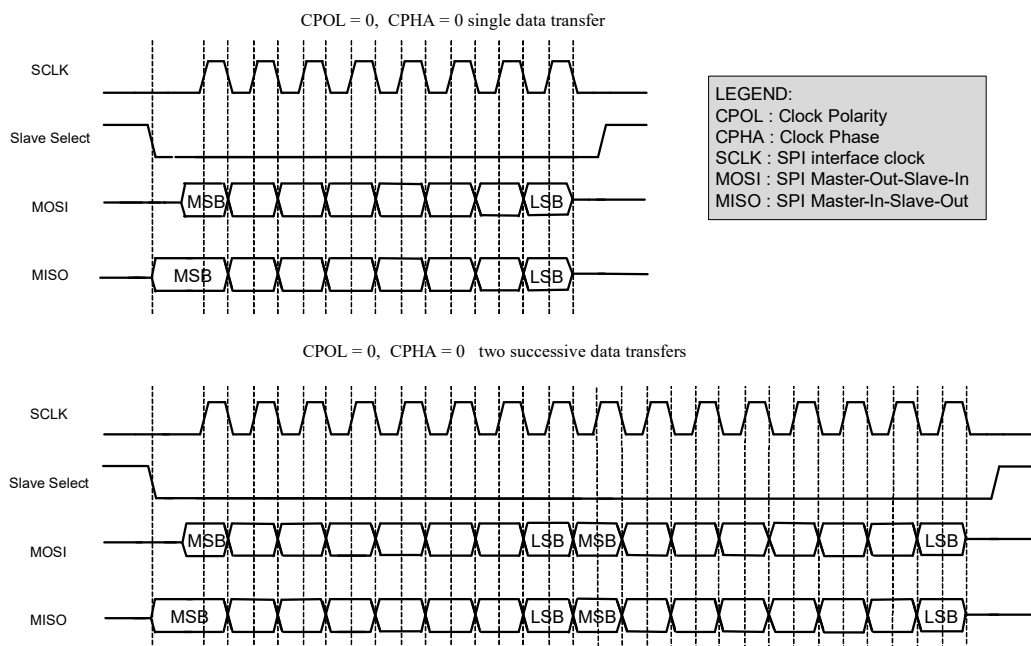 CPOL = 0, CPHA = 0 single data transfer
SCLK
Slave Select
MOSI
MSB
LSB
MISO
MSB
LSB
LEGEND:
CPOL : Clock Polarity
CPHA : Clock Phase
SCLK : SPI interface clock
MOSI : SPI Master-Out-Slave-In
MISO : SPI Master-In-Slave-Out
CPOL = 0, CPHA = 0 two successive data transfers
SCLK
Slave Select
MOSI
MSB
LSB
MSB
LSB
MISO
MSB
LSB
MSB
LSB